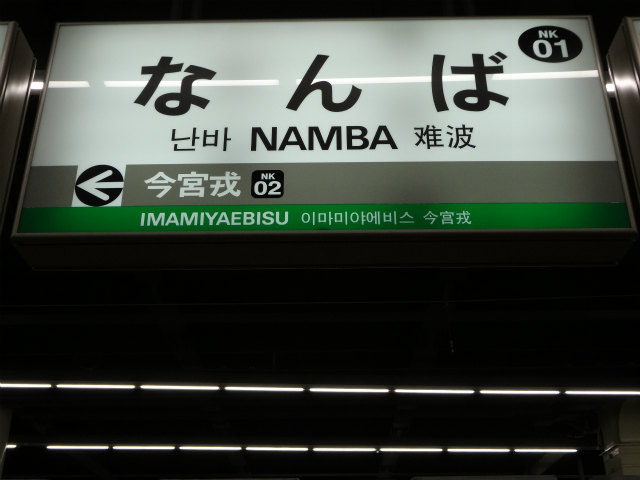 NK
01
なんば
난바 NAMBA 难波
今宮戎 NK 02
IMAMIYAEBISU 이마미야에비스 今宫戎